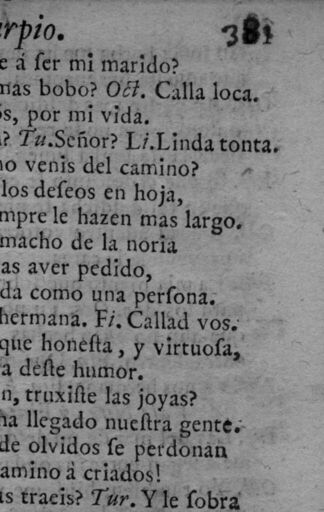 arpio. 381
e á ſer mi marido?
mas bobo? Oct. Calla loca.
os, por mi vida.
? Tu.Señor? Li.Linda tonta.
no venis del camino?
los deſeos en hoja,
mpre le hazen mas largo.
macho de la noria
as aver pedido,
da como una perſona.
hermana. Fi. Callad vos.
que honeſta, y virtuoſa,
a deſte humor.
n, truxiſte las joyas?
ha llegado nueſtra gente.
de olvidos ſe perdonan
amino à criados!
s traeis? Tur. Y le ſobra